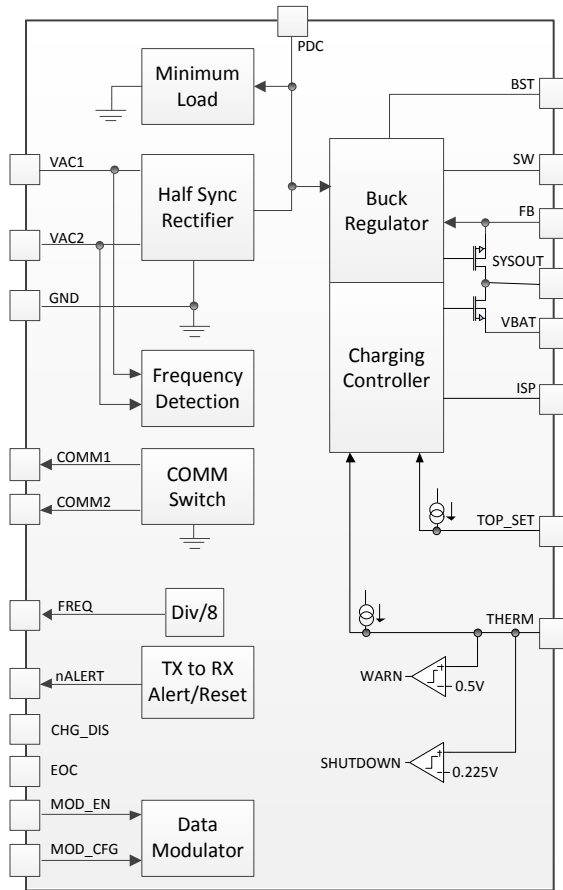 PDC
Minimum
Load
BST
VAC1
SW
Half Sync
Rectifier
Buck
Regulator
FB
VAC2
SYSOUT
GND
VBAT
Charging
Controller
Frequency
Detection
ISP
COMM1
COMM
Switch
COMM2
TOP_SET
FREQ
Div/8
THERM
nALERT
TX to RX
Alert/Reset
WARN
+
-
0.5V
CHG_DIS
EOC
SHUTDOWN
+
-
0.225V
MOD_EN
Data
Modulator
MOD_CFG